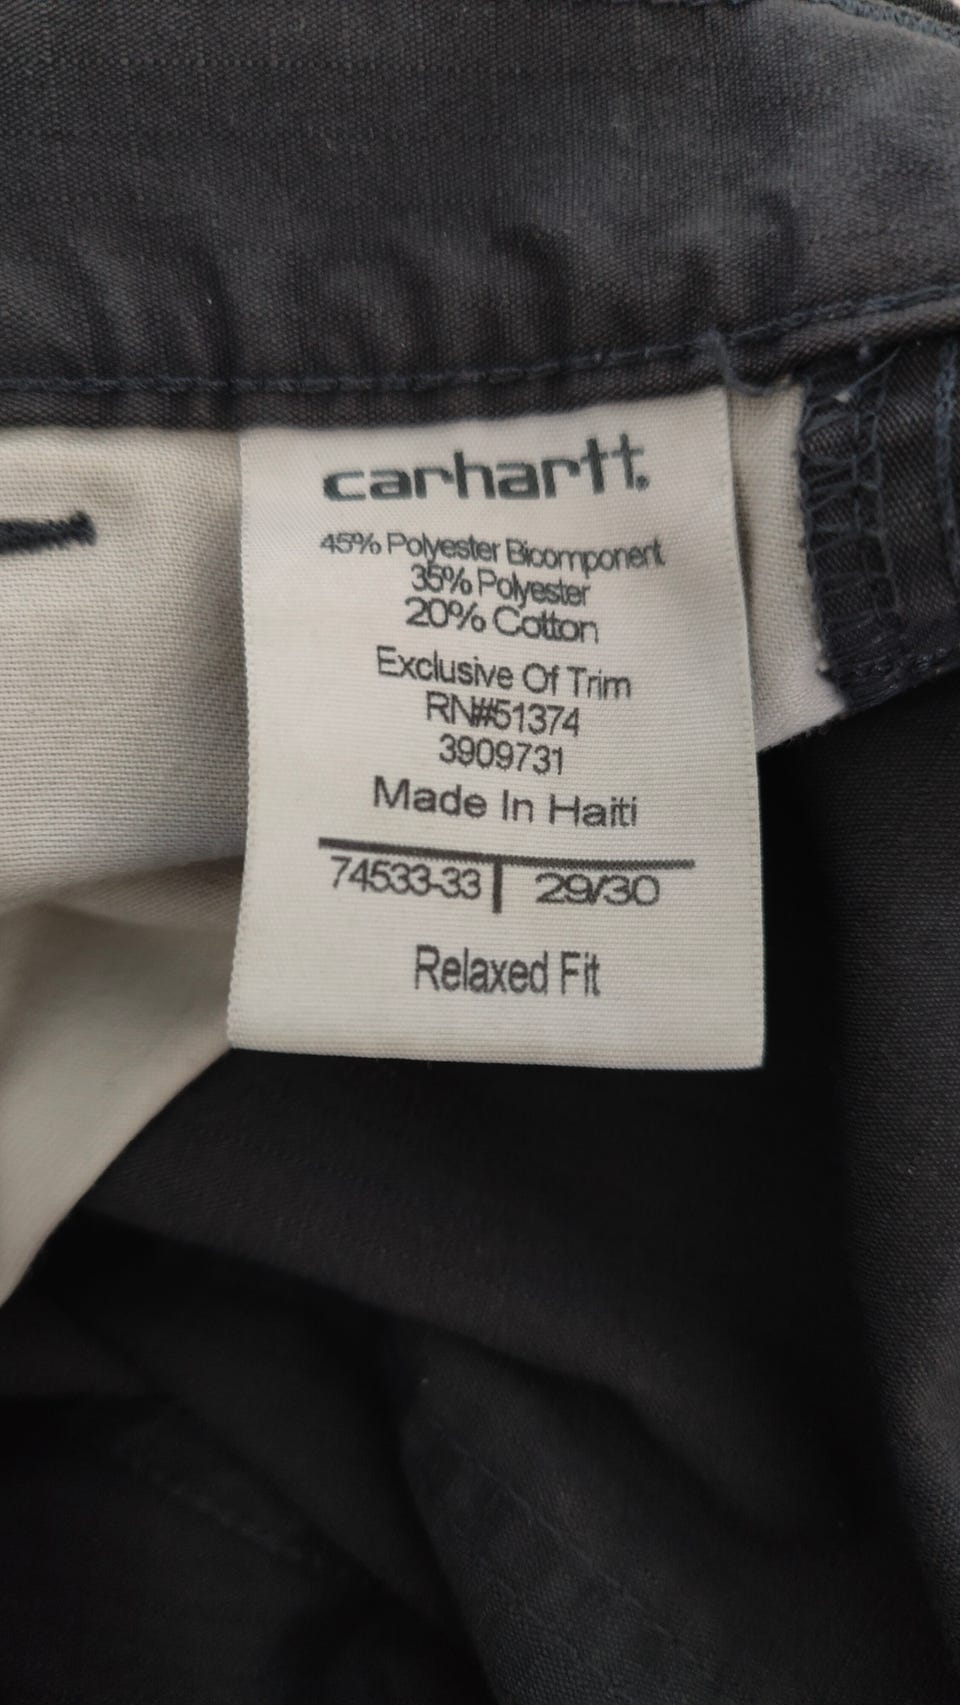 carhartt.
45% Polyester Bicomponent
35% Polyester
20% Cotton
Exclusive Of Trim
RN#51374
3909731
Made In Haiti
74533-33 | 29/30
Relaxed Fit